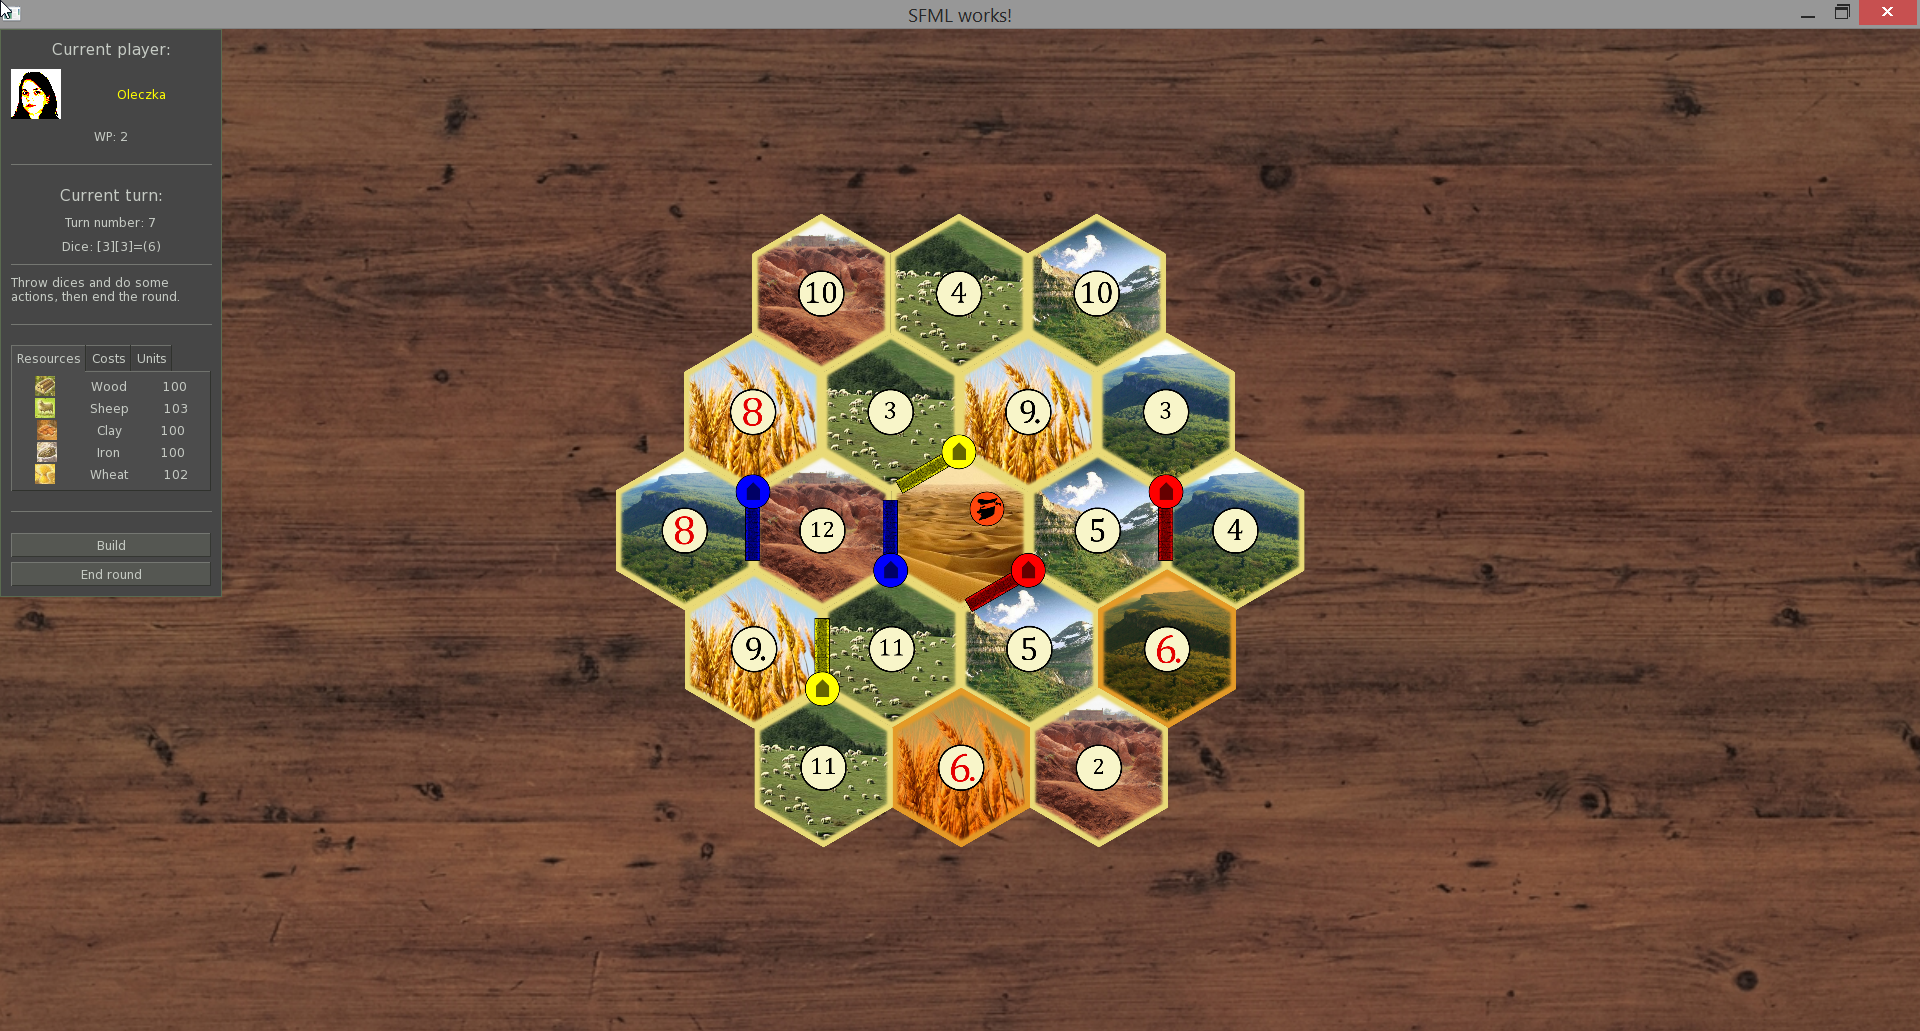 SFML works!
Current player:
Oleczka
WP: 2
Current turn:
Turn number: 7
Dice: [3][3]=(6)
Throw dices and do some
actions, then end the round.
Resources Costs Units
Wood 100
Sheep 103
Clay 100
Iron 100
Wheat 102
Build
End round
10 4 10
8 3 9. 3
8 12 5 4
9. 11 5 6.
11 6. 2